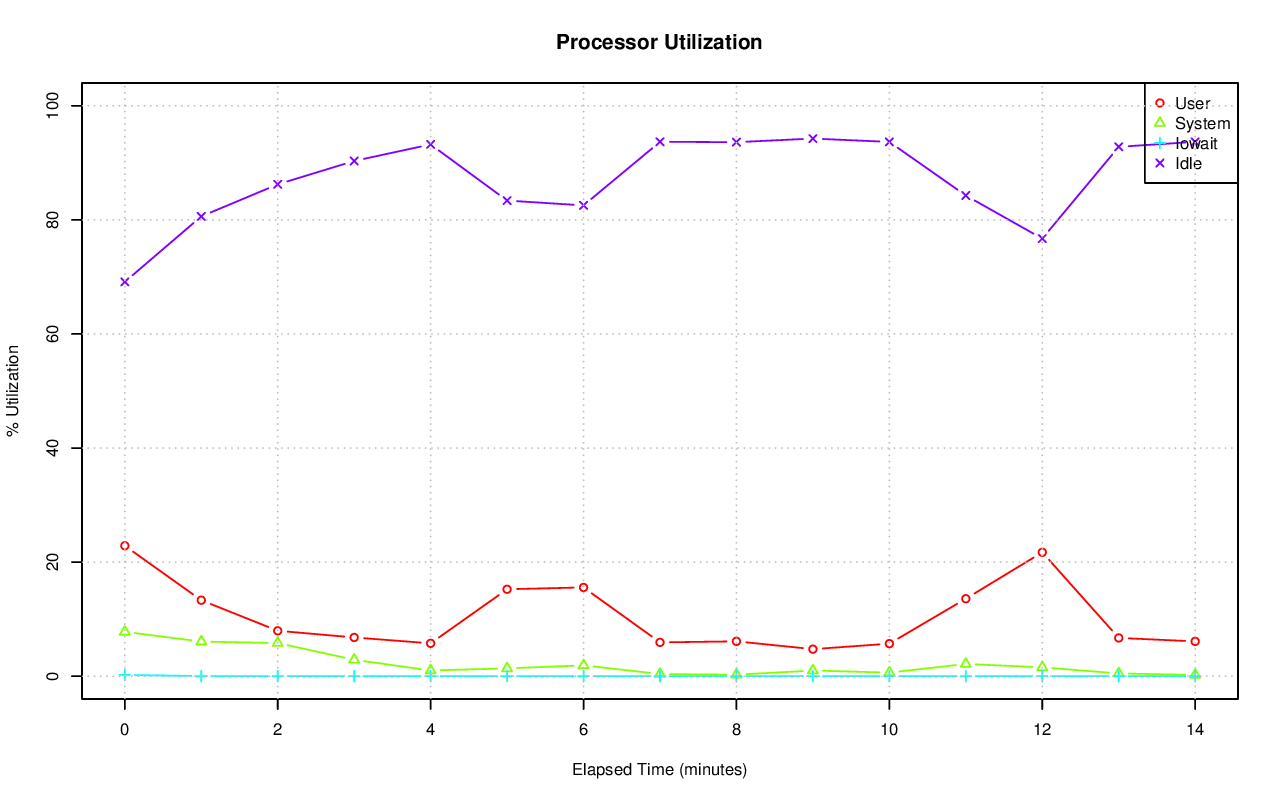 Processor Utilization
User
System
Iowait
Idle
100
80
60
40
20
0
% Utilization
0 2 4 6 8 10 12 14
Elapsed Time (minutes)